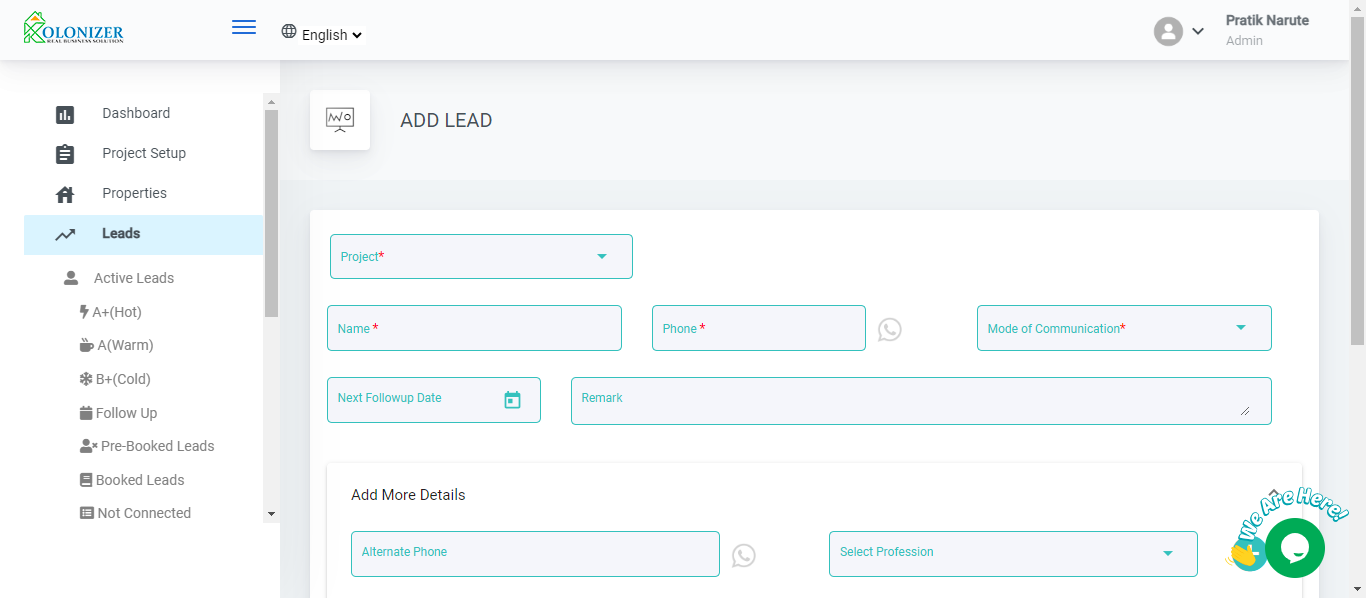 KOLONIZER
REAL BUSINESS SOLUTION
English
Pratik Narute
Admin
Dashboard
Project Setup
Properties
Leads
Active Leads
A+(Hot)
A(Warm)
B+(Cold)
Follow Up
Pre-Booked Leads
Booked Leads
Not Connected
ADD LEAD
Project*
Name *
Phone *
Mode of Communication*
Next Followup Date
Remark
Add More Details
Alternate Phone
Select Profession
We Are Here!